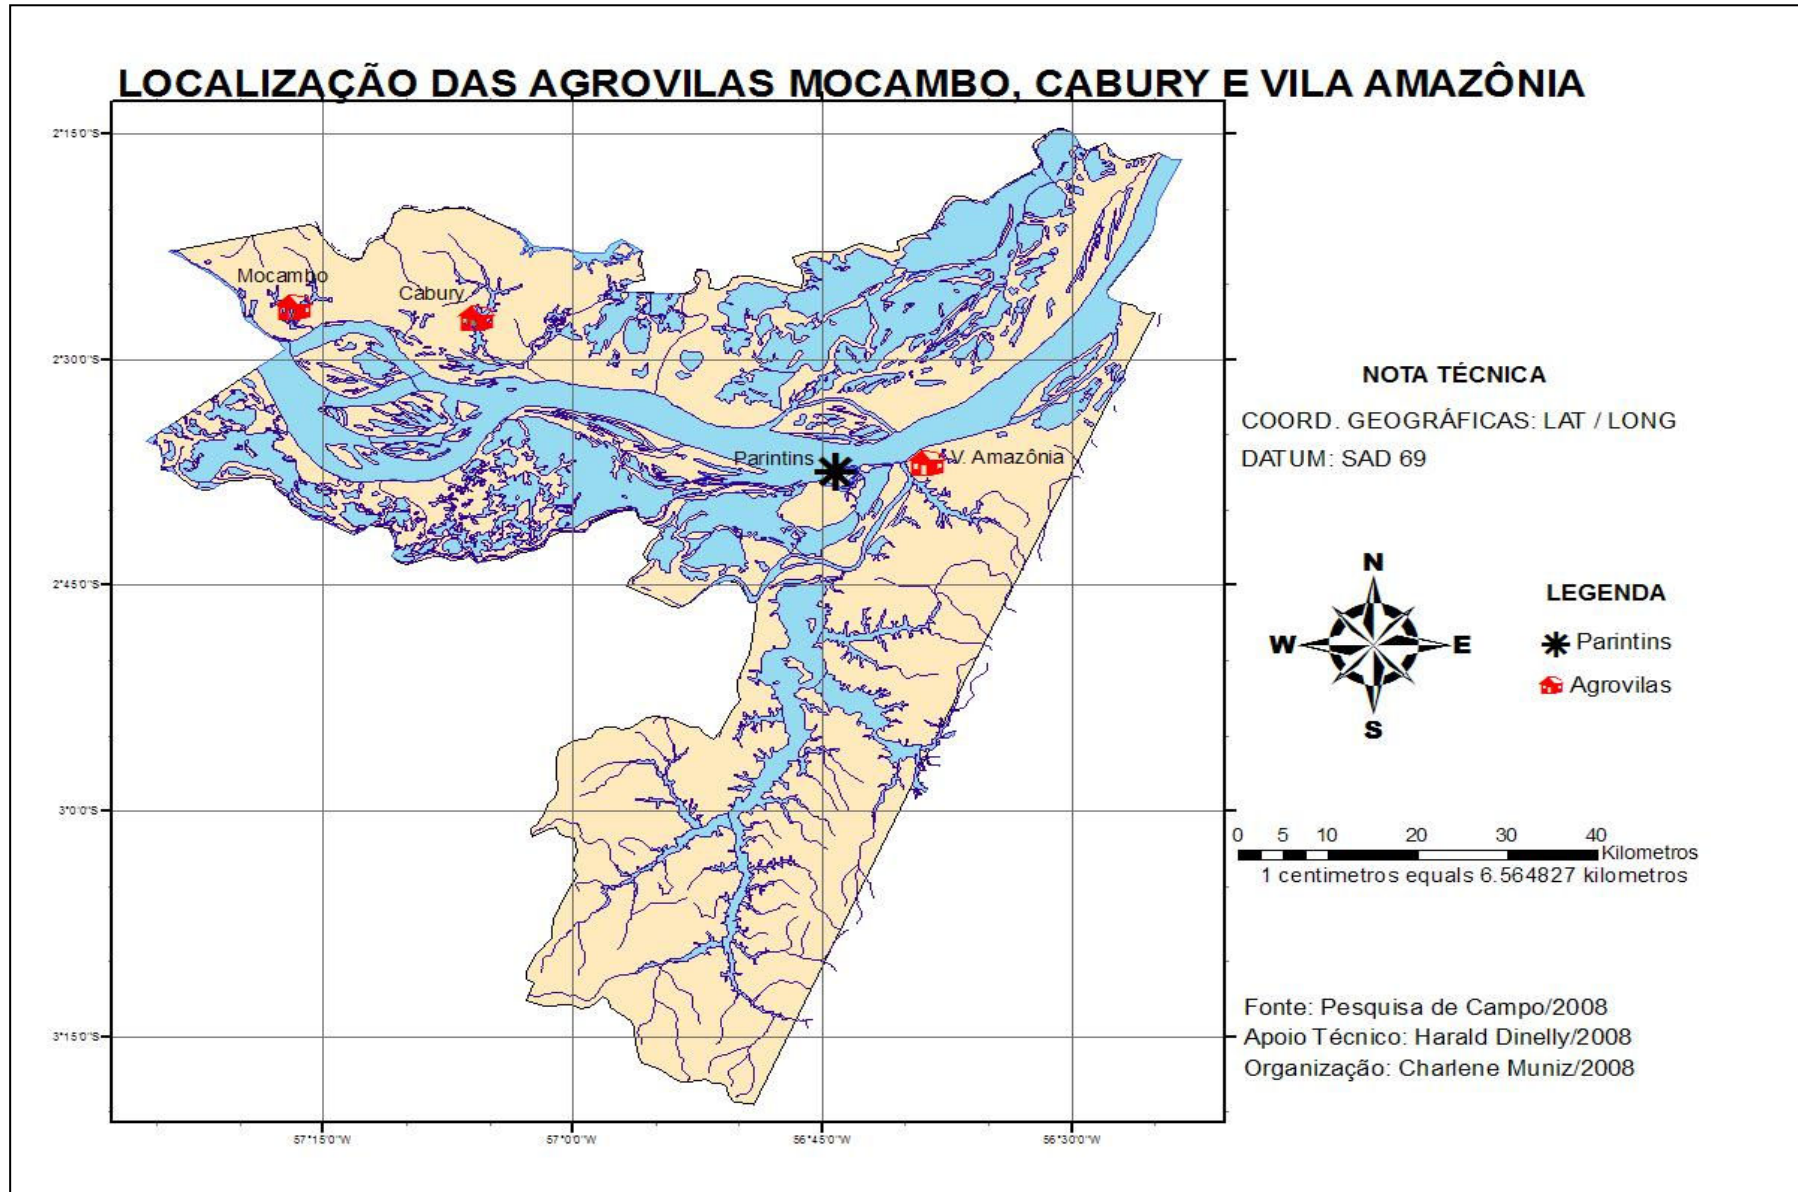 LOCALIZAÇÃO DAS AGROVILAS MOCAMBO, CABURY E VILA AMAZÔNIA
2°15'0"S
2°30'0"S
2°45'0"S
3°0'0"S
3°15'0"S
57°15'0"W
57°0'0"W
56°45'0"W
56°30'0"W
Mocambo
Cabury
Parintins
V. Amazônia
NOTA TÉCNICA
COORD. GEOGRÁFICAS: LAT / LONG
DATUM: SAD 69
N
W
E
S
LEGENDA
Parintins
Agrovilas
0 5 10 20 30 40
Kilometros
1 centimetros equals 6.564827 kilometros
Fonte: Pesquisa de Campo/2008
Apoio Técnico: Harald Dinelly/2008
Organização: Charlene Muniz/2008